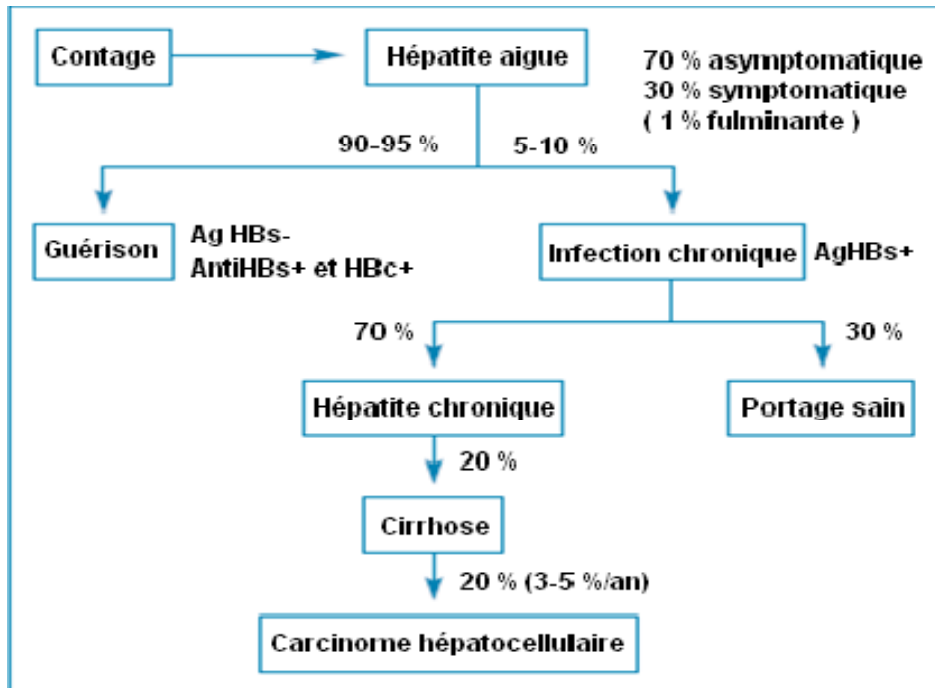 Contage
Hépatite aigue
70 % asymptomatique
30 % symptomatique
( 1 % fulminante )
90-95 %
5-10 %
Guérison
Ag HBs-
AntiHBs+ et HBc+
Infection chronique
AgHBs+
70 %
30 %
Hépatite chronique
Portage sain
20 %
Cirrhose
20 % (3-5 %/an)
Carcinome hépatocellulaire